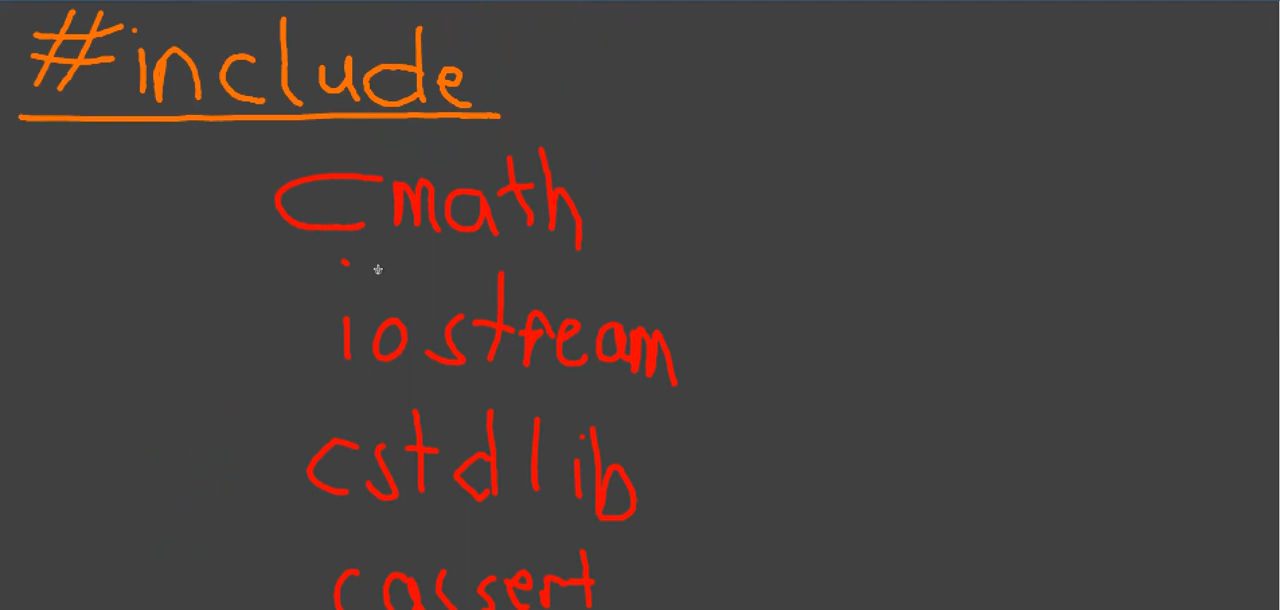 #include
cmath
iostream
cstdlib
cassert